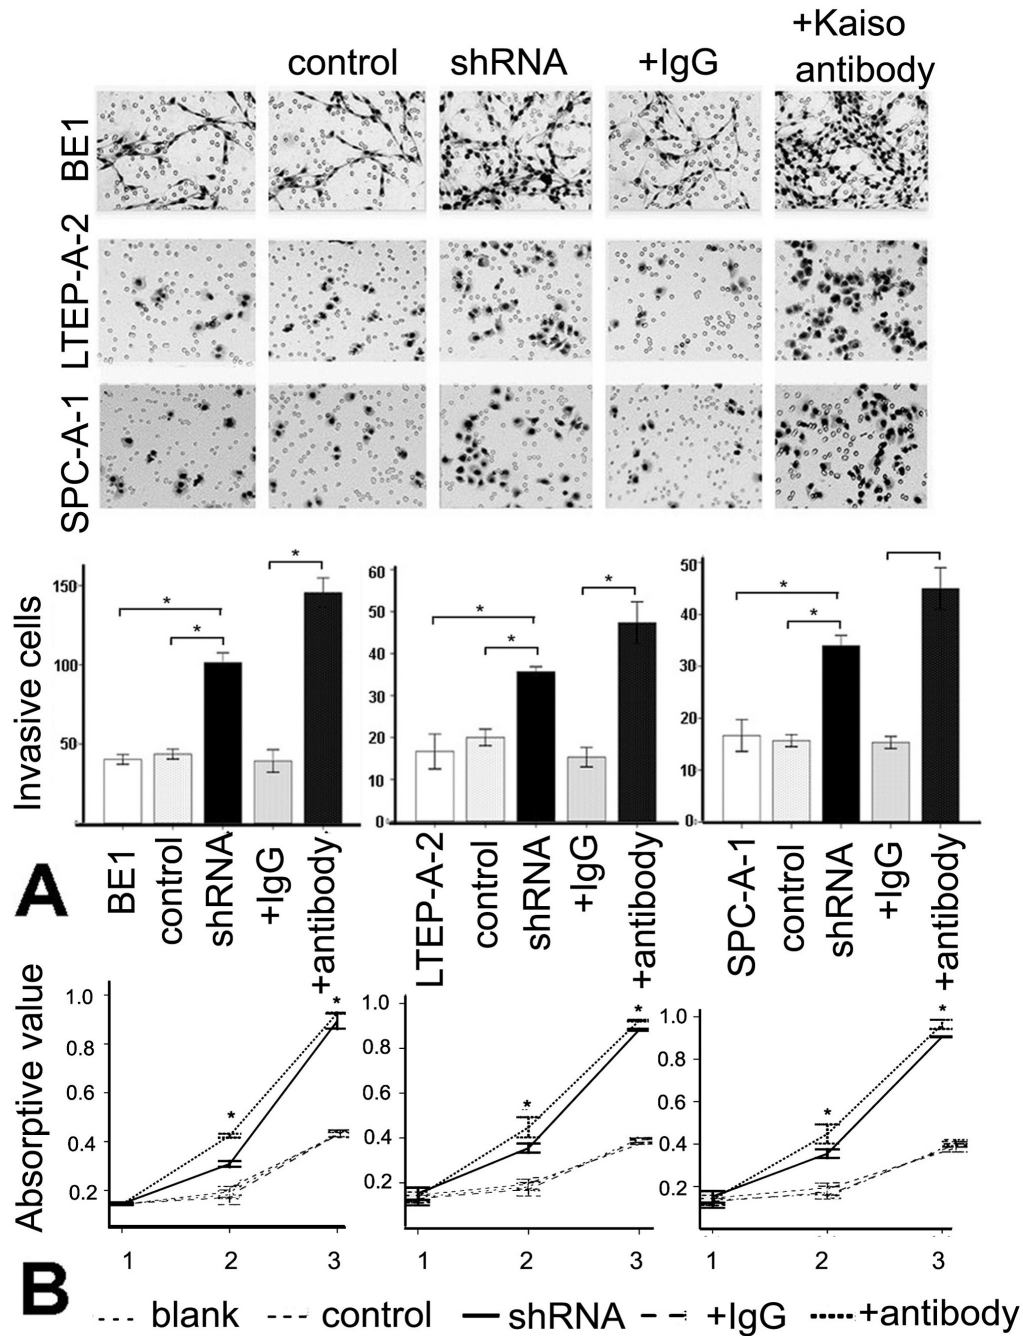 +Kaiso
control shRNA +IgG antibody
BE1
LTEP-A-2
SPC-A-1
Invasive cells
150
100
50
*
*
*
60
50
40
30
20
10
0
*
*
*
50
40
30
20
10
0
*
*
A
BE1
control
shRNA
+IgG
+antibody
LTEP-A-2
control
shRNA
+IgG
+antibody
SPC-A-1
control
shRNA
+IgG
+antibody
Absorptive value
1.0
0.8
0.6
0.4
0.2
*
*
1 2 3
1.0
0.8
0.6
0.4
0.2
*
*
1 2 3
1.0
0.8
0.6
0.4
0.2
*
*
1 2 3
B
blank control shRNA +IgG +antibody